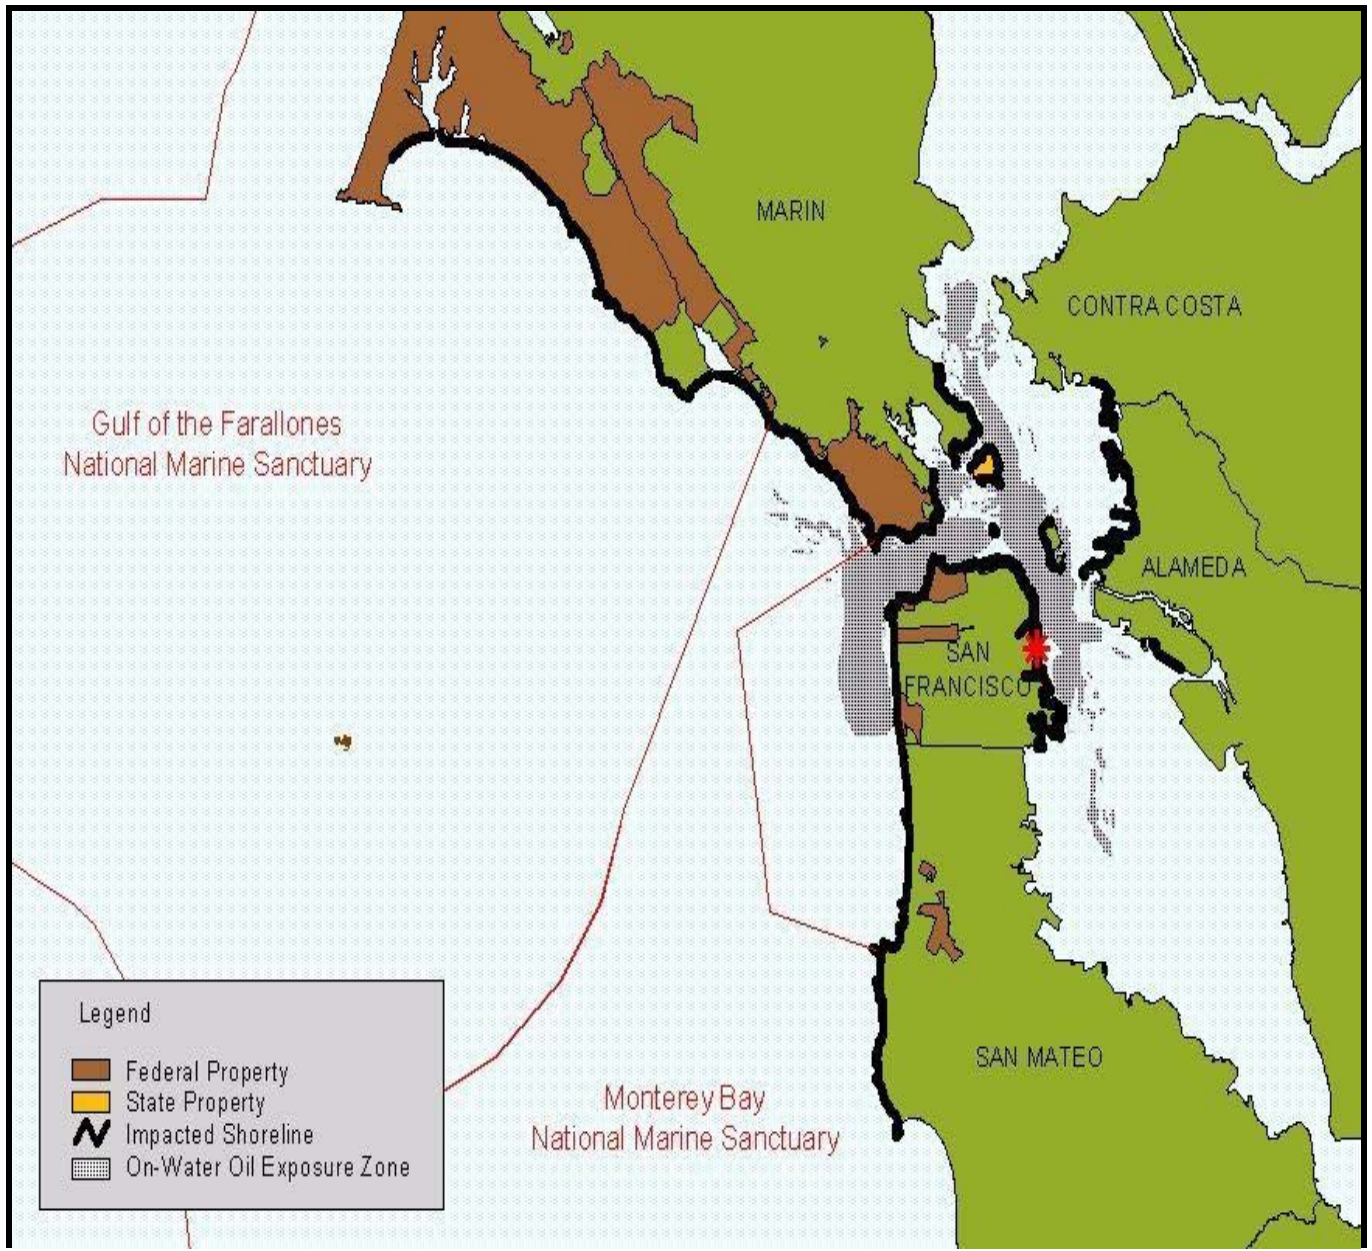 MARIN
CONTRA COSTA
Gulf of the Farallones
National Marine Sanctuary
ALAMEDA
SAN
FRANCISCO
Legend
Federal Property
State Property
Impacted Shoreline
On-Water Oil Exposure Zone
SAN MATEO
Monterey Bay
National Marine Sanctuary